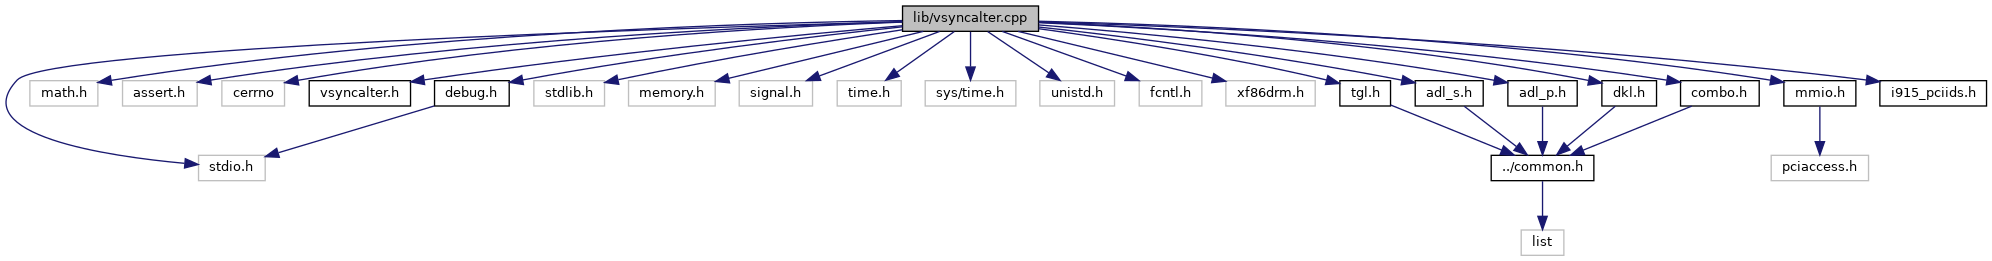 lib/vsyncalter.cpp
math.h
assert.h
cerrno
vsyncalter.h
debug.h
stdlib.h
memory.h
signal.h
time.h
sys/time.h
unistd.h
fcntl.h
xf86drm.h
tgl.h
adl_s.h
adl_p.h
dkl.h
combo.h
mmio.h
i915_pciids.h
stdio.h
../common.h
pciaccess.h
list